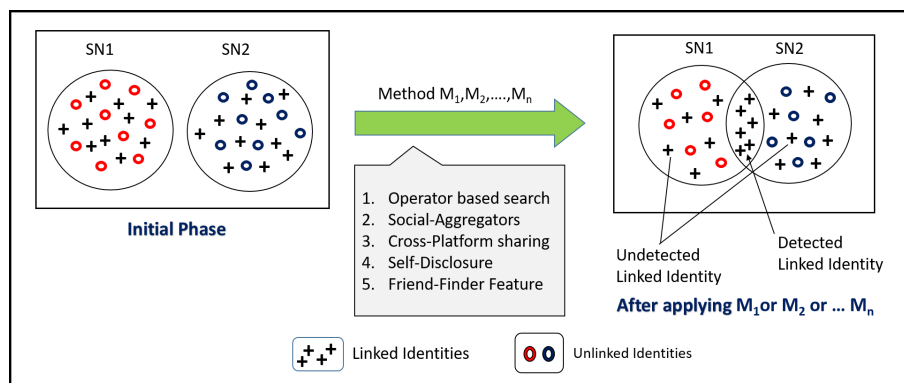 SN1
SN2
Initial Phase
Method M1,M2,....,Mn
1. Operator based search
2. Social-Aggregators
3. Cross-Platform sharing
4. Self-Disclosure
5. Friend-Finder Feature
SN1
SN2
Undetected
Linked Identity
Detected
Linked Identity
After applying M1or M2 or ... Mn
Linked Identities
Unlinked Identities